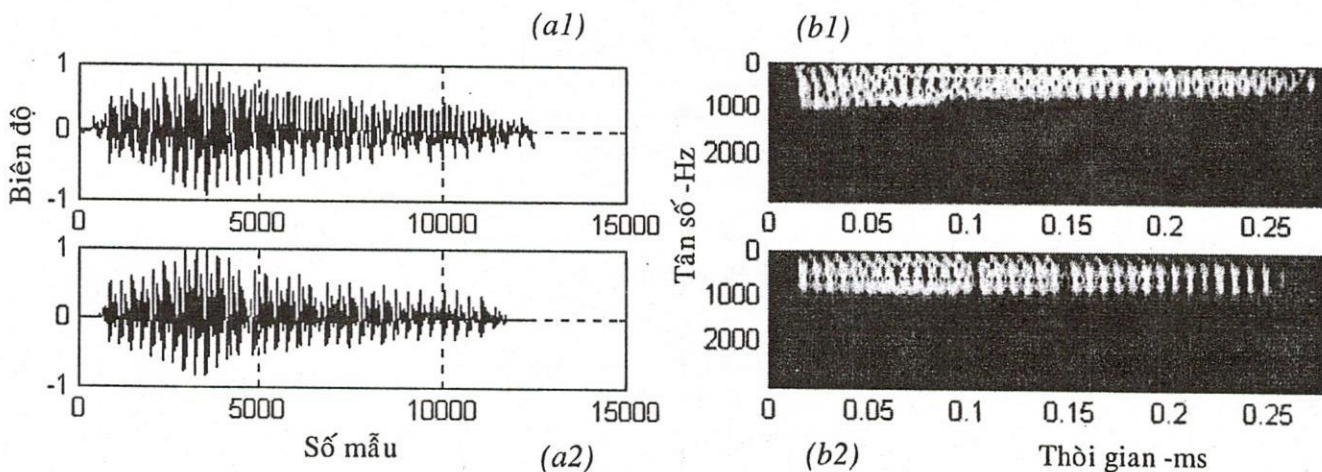 (a1)
1
0
-1
0 5000 10000 15000
Biên độ
1
0
-1
0 5000 10000 15000
Số mẫu
(a2)
(b1)
0
1000
2000
0 0.05 0.1 0.15 0.2 0.25
Tân số -Hz
0
1000
2000
0 0.05 0.1 0.15 0.2 0.25
(b2)
Thời gian -ms